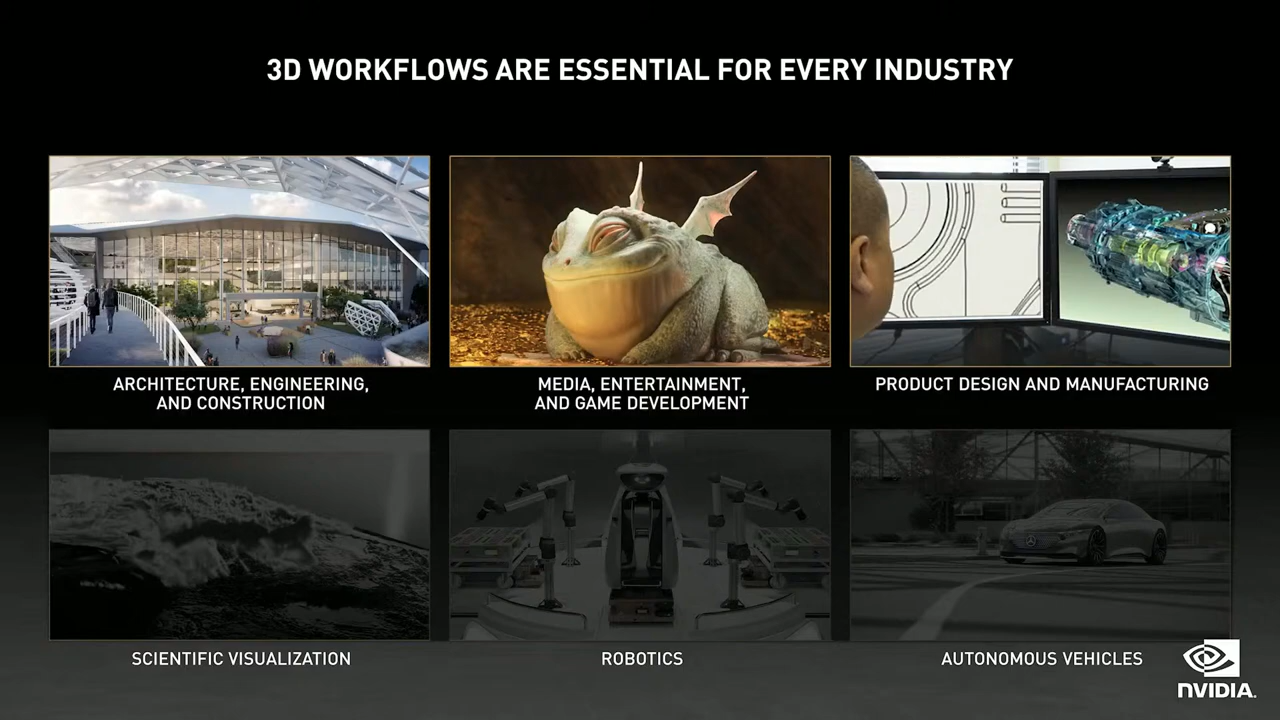 3D WORKFLOWS ARE ESSENTIAL FOR EVERY INDUSTRY
ARCHITECTURE, ENGINEERING,
AND CONSTRUCTION
MEDIA, ENTERTAINMENT,
AND GAME DEVELOPMENT
PRODUCT DESIGN AND MANUFACTURING
SCIENTIFIC VISUALIZATION
ROBOTICS
AUTONOMOUS VEHICLES
NVIDIA.